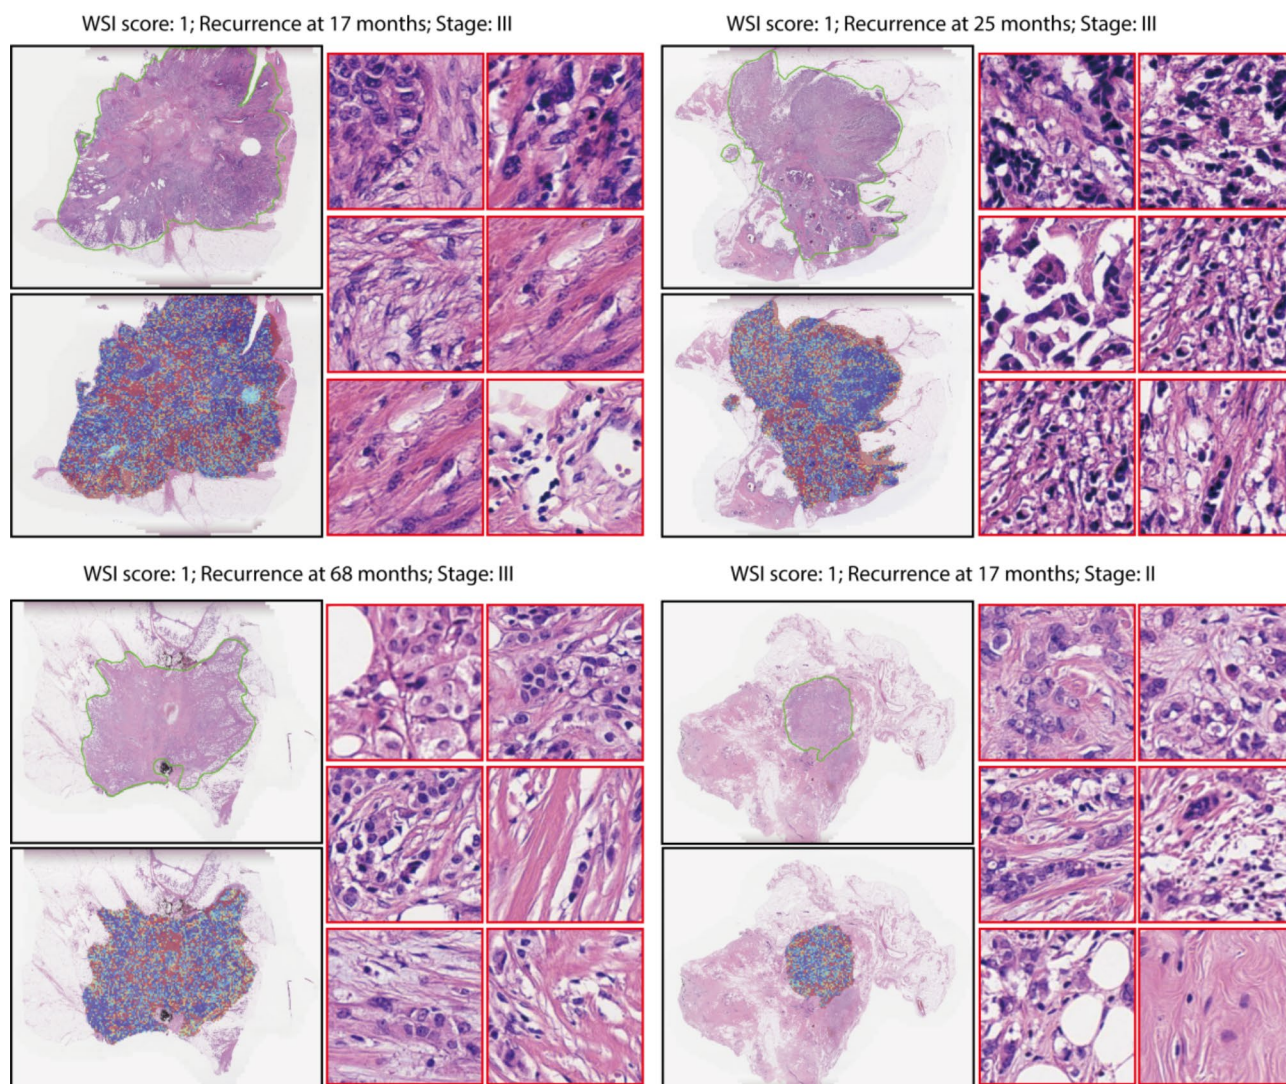 WSI score: 1; Recurrence at 17 months; Stage: III
WSI score: 1; Recurrence at 25 months; Stage: III
WSI score: 1; Recurrence at 68 months; Stage: III
WSI score: 1; Recurrence at 17 months; Stage: II